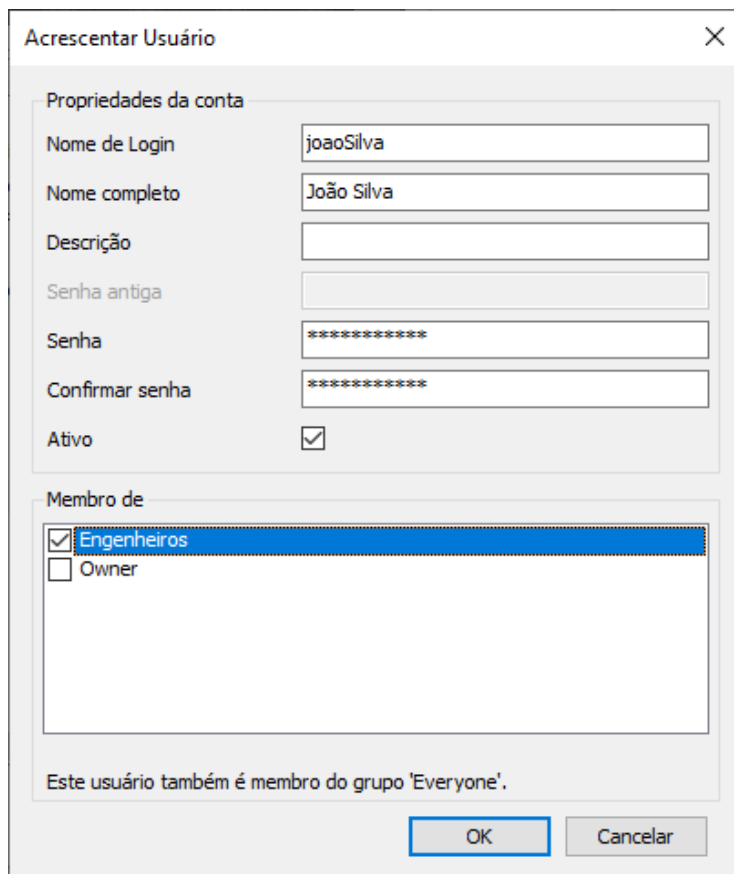 Acrescentar Usuário
Propriedades da conta
Nome de Login joaoSilva
Nome completo João Silva
Descrição
Senha antiga
Senha ***********
Confirmar senha ***********
Ativo
Membro de
Engenheiros
Owner
Este usuário também é membro do grupo 'Everyone'.
OK Cancelar